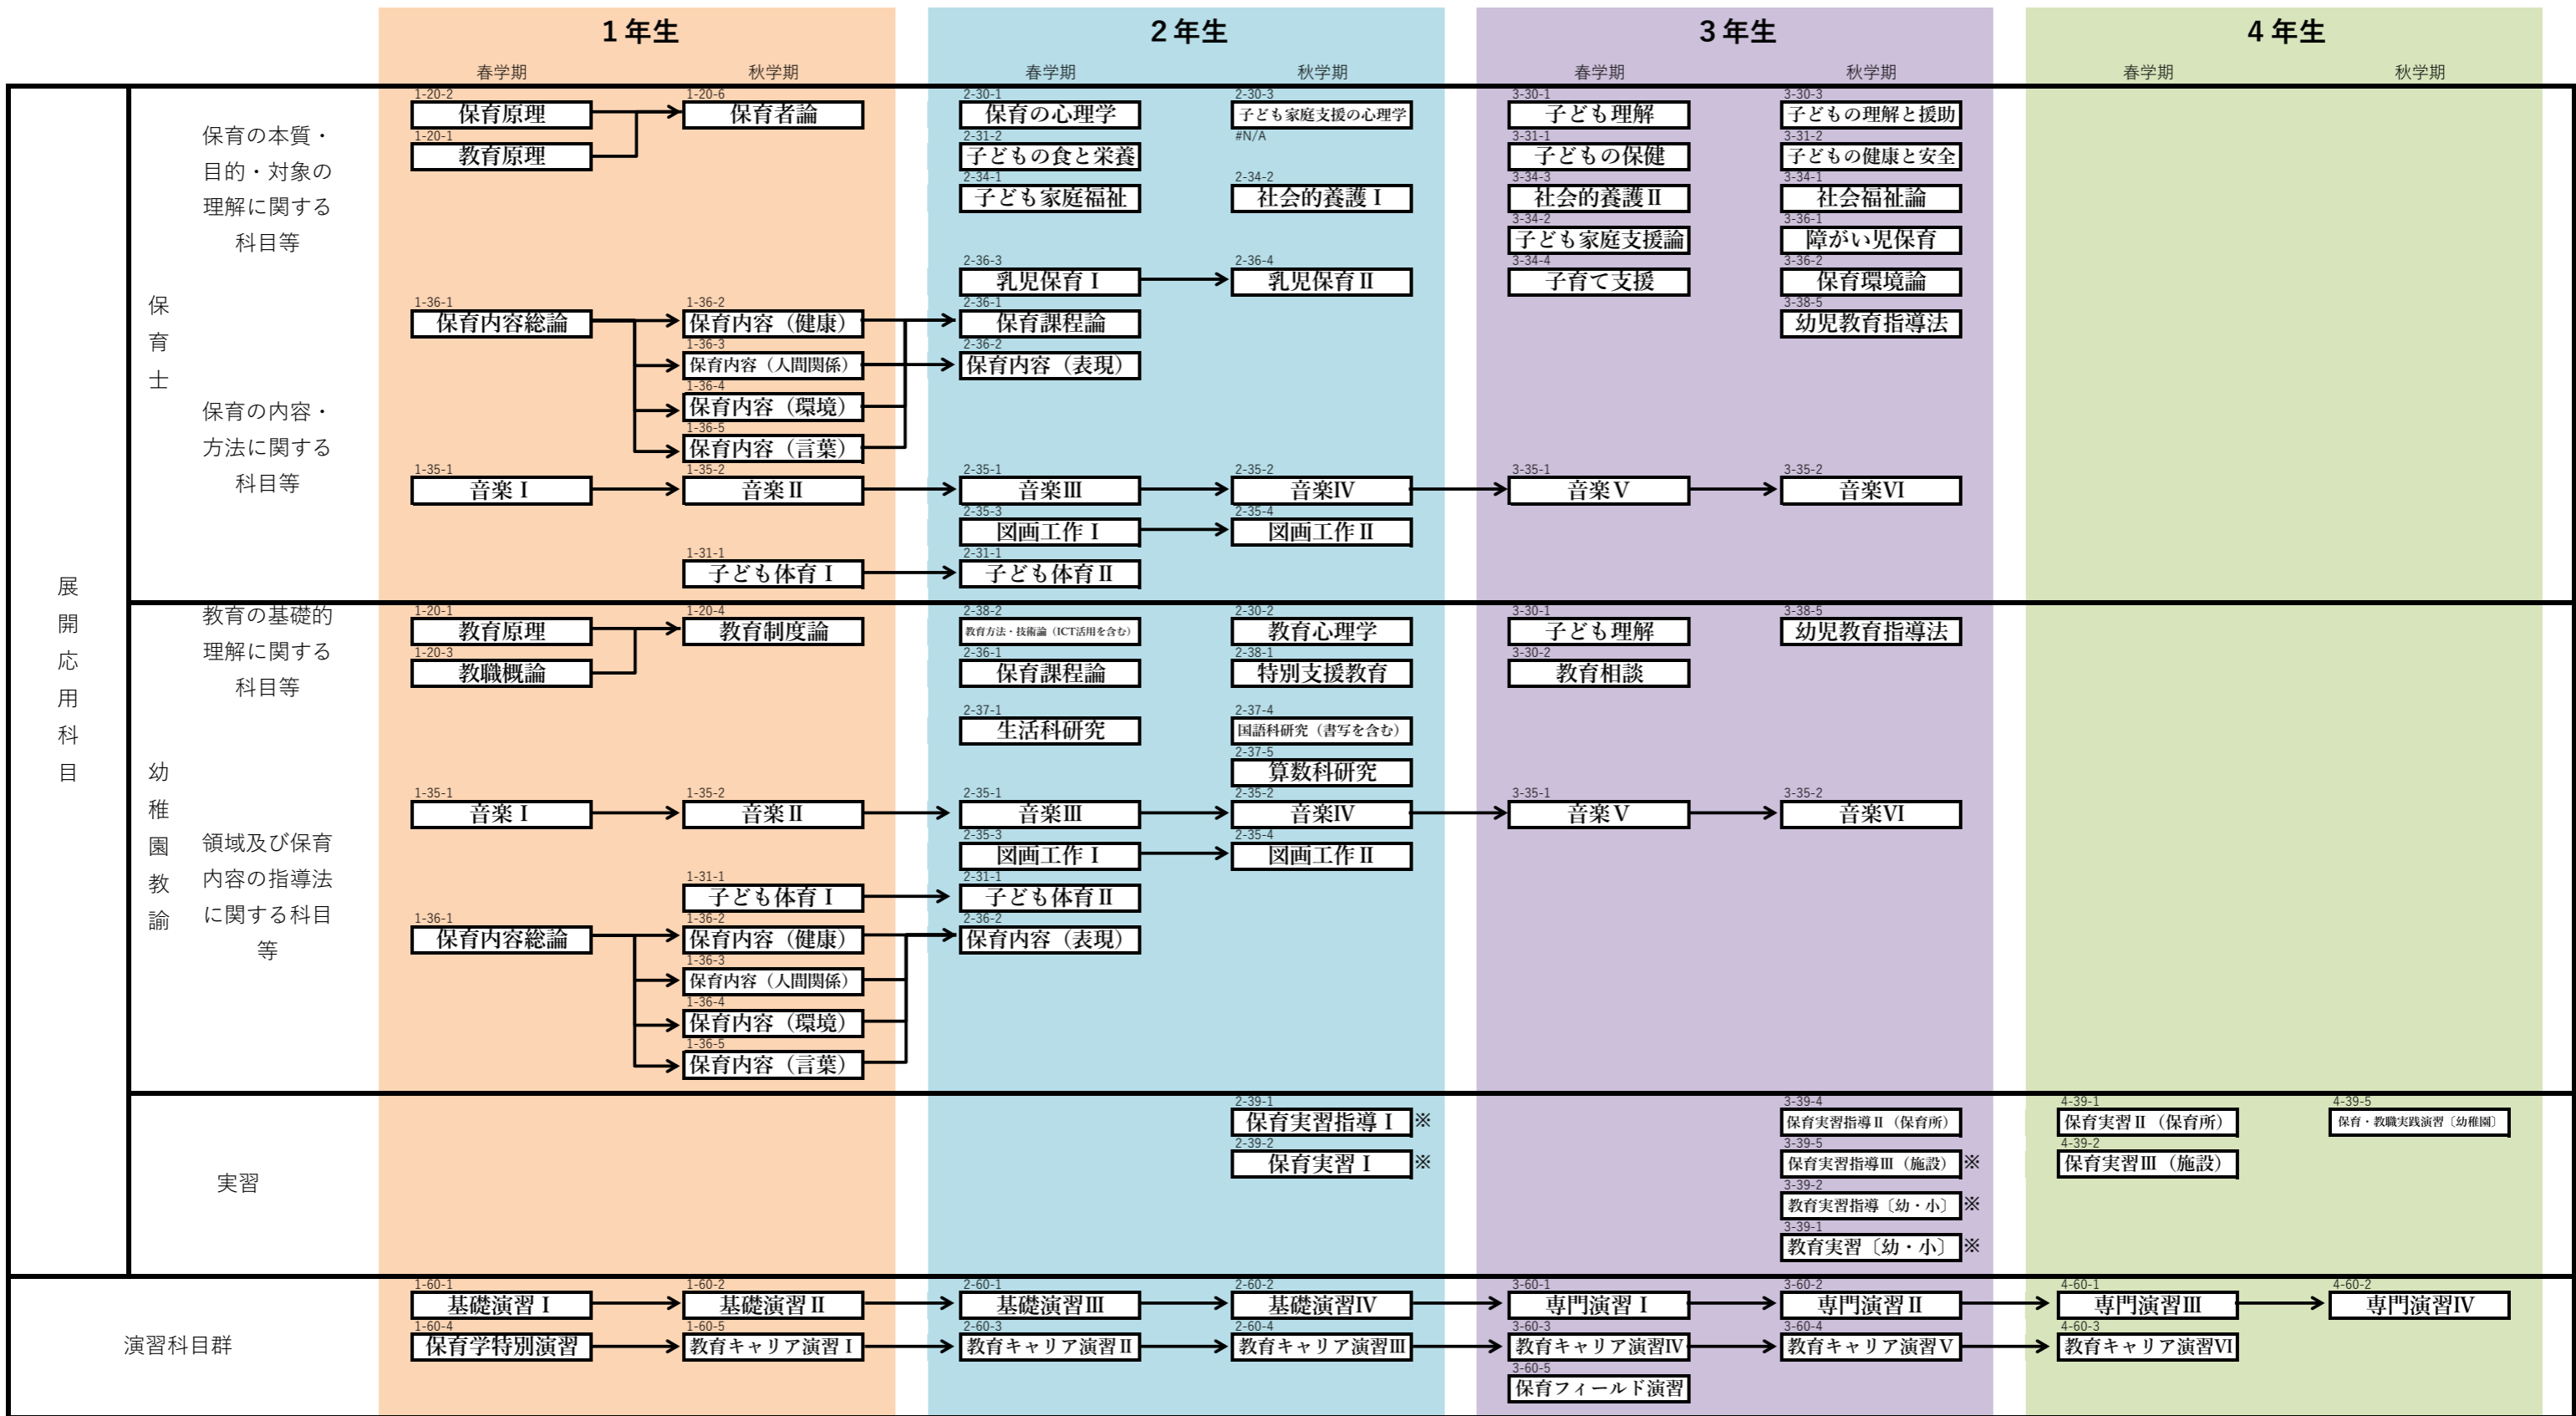 1年生 2年生 3年生 4年生
春学期 秋学期 春学期 秋学期 春学期 秋学期 春学期 秋学期
展開応用科目
保育士
保育の本質・
目的・対象の
理解に関する
科目等
1-20-2 1-20-6 2-30-1 2-30-3 3-30-1 3-30-3
保育原理 保育者論 保育の心理学 子ども家庭支援の心理学 子ども理解 子どもの理解と援助
1-20-1 2-31-2 #N/A 3-31-1 3-31-2
教育原理 子どもの食と栄養 子どもの保健 子どもの健康と安全
2-34-1 2-34-2 3-34-3 3-34-1
子ども家庭福祉 社会的養護Ⅰ 社会的養護Ⅱ 社会福祉論
3-34-2 3-36-1
子ども家庭支援論 障がい児保育
2-36-3 2-36-4 3-34-4 3-36-2
乳児保育Ⅰ 乳児保育Ⅱ 子育て支援 保育環境論
保育の内容・
方法に関する
科目等
1-36-1 1-36-2 2-36-1 3-38-5
保育内容総論 保育内容（健康） 保育課程論 幼児教育指導法
1-36-3 2-36-2
保育内容（人間関係） 保育内容（表現）
1-36-4
保育内容（環境）
1-36-5
保育内容（言葉）
1-35-1 1-35-2 2-35-1 2-35-2 3-35-1 3-35-2
音楽Ⅰ 音楽Ⅱ 音楽Ⅲ 音楽Ⅳ 音楽Ⅴ 音楽Ⅵ
2-35-3 2-35-4
図画工作Ⅰ 図画工作Ⅱ
1-31-1 2-31-1
子ども体育Ⅰ 子ども体育Ⅱ
幼稚園教諭
教育の基礎的
理解に関する
科目等
1-20-1 1-20-4 2-38-2 2-30-2 3-30-1 3-38-5
教育原理 教育制度論 教育方法・技術論（ICT活用を含む） 教育心理学 子ども理解 幼児教育指導法
1-20-3 2-36-1 2-38-1 3-30-2
教職概論 保育課程論 特別支援教育 教育相談
領域及び保育
内容の指導法
に関する科目
等
2-37-1 2-37-4
生活科研究 国語科研究（書写を含む）
2-37-5
算数科研究
1-35-1 1-35-2 2-35-1 2-35-2 3-35-1 3-35-2
音楽Ⅰ 音楽Ⅱ 音楽Ⅲ 音楽Ⅳ 音楽Ⅴ 音楽Ⅵ
2-35-3 2-35-4
図画工作Ⅰ 図画工作Ⅱ
1-31-1 2-31-1
子ども体育Ⅰ 子ども体育Ⅱ
1-36-1 1-36-2 2-36-2
保育内容総論 保育内容（健康） 保育内容（表現）
1-36-3
保育内容（人間関係）
1-36-4
保育内容（環境）
1-36-5
保育内容（言葉）
実習
2-39-1 3-39-4 4-39-1 4-39-5
保育実習指導Ⅰ※ 保育実習指導Ⅱ（保育所） 保育実習Ⅱ（保育所） 保育・教職実践演習〔幼稚園〕
2-39-2 3-39-5 4-39-2
保育実習Ⅰ※ 保育実習指導Ⅲ（施設）※ 保育実習Ⅲ（施設）
3-39-2
教育実習指導〔幼・小〕※
3-39-1
教育実習〔幼・小〕※
演習科目群
1-60-1 1-60-2 2-60-1 2-60-2 3-60-1 3-60-2 4-60-1 4-60-2
基礎演習Ⅰ 基礎演習Ⅱ 基礎演習Ⅲ 基礎演習Ⅳ 専門演習Ⅰ 専門演習Ⅱ 専門演習Ⅲ 専門演習Ⅳ
1-60-4 1-60-5 2-60-3 2-60-4 3-60-3 3-60-4 4-60-3
保育学特別演習 教育キャリア演習Ⅰ 教育キャリア演習Ⅱ 教育キャリア演習Ⅲ 教育キャリア演習Ⅳ 教育キャリア演習Ⅴ 教育キャリア演習Ⅵ
3-60-5
保育フィールド演習